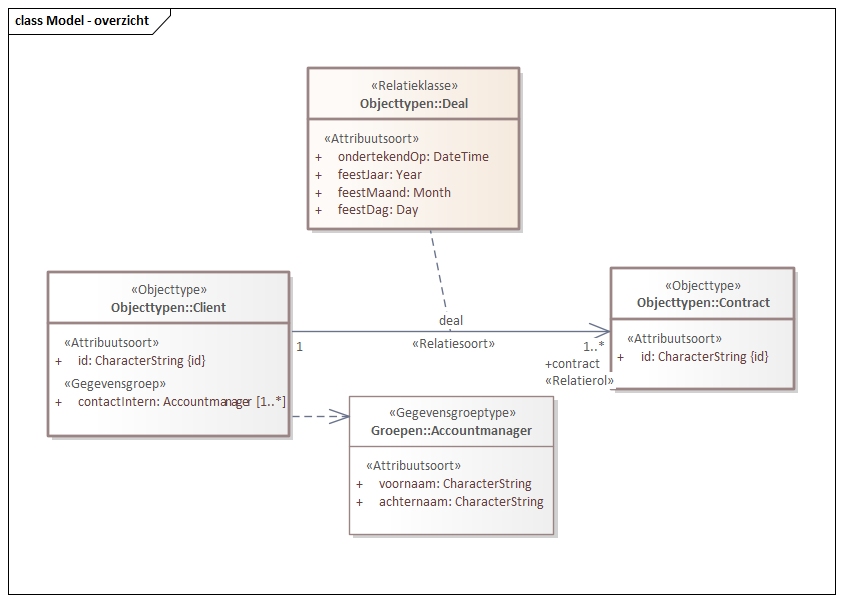 class Model - overzicht
«Relatieklasse»
Objecttypen::Deal
«Attribuutsoort»
+ ondertekendOp: DateTime
+ feestJaar: Year
+ feestMaand: Month
+ feestDag: Day
«Objecttype»
Objecttypen::Client
«Attribuutsoort»
+ id: CharacterString {id}
«Gegevensgroep»
+ contactIntern: Accountmanager [1..*]
deal
«Relatiesoort»
1
1..*
+contract
«Relatierol»
«Objecttype»
Objecttypen::Contract
«Attribuutsoort»
+ id: CharacterString {id}
«Gegevensgroeptype»
Groepen::Accountmanager
«Attribuutsoort»
+ voornaam: CharacterString
+ achternaam: CharacterString